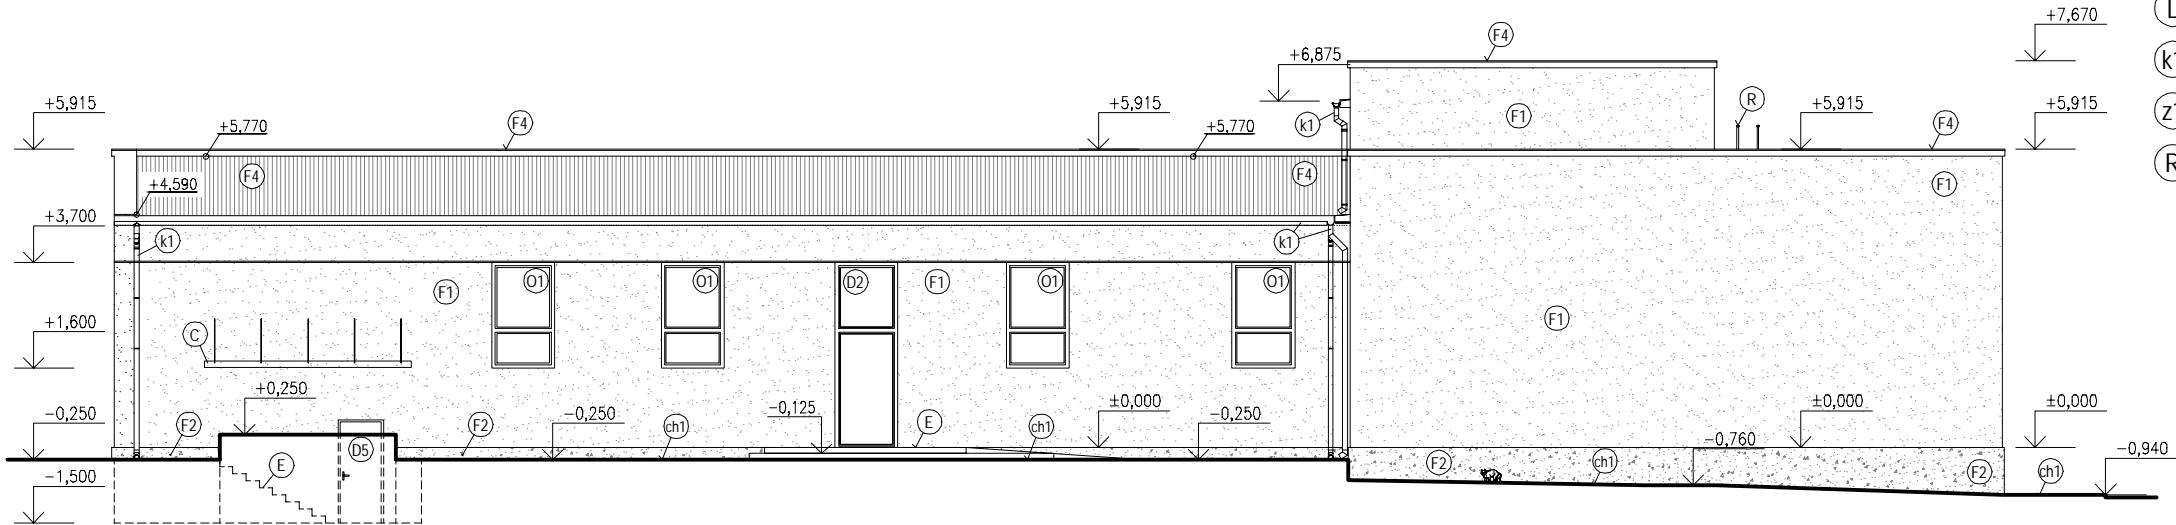 +7,670
F4
+6,875
k1
R
+5,915
+5,915
+5,915
+5,915
F1
z1
k1
+5,770
F4
+5,770
F4
R
F4
+4,590
F4
F1
+3,700
k1
k1
F1
O1
O1
D2
F1
O1
O1
C
+1,600
F1
+0,250
-0,250
F2
F2
-0,250
ch1
-0,125
E
ch1
±0,000
-0,250
±0,000
±0,000
-0,760
-0,940
D5
E
F2
ch1
F2
ch1
-1,500